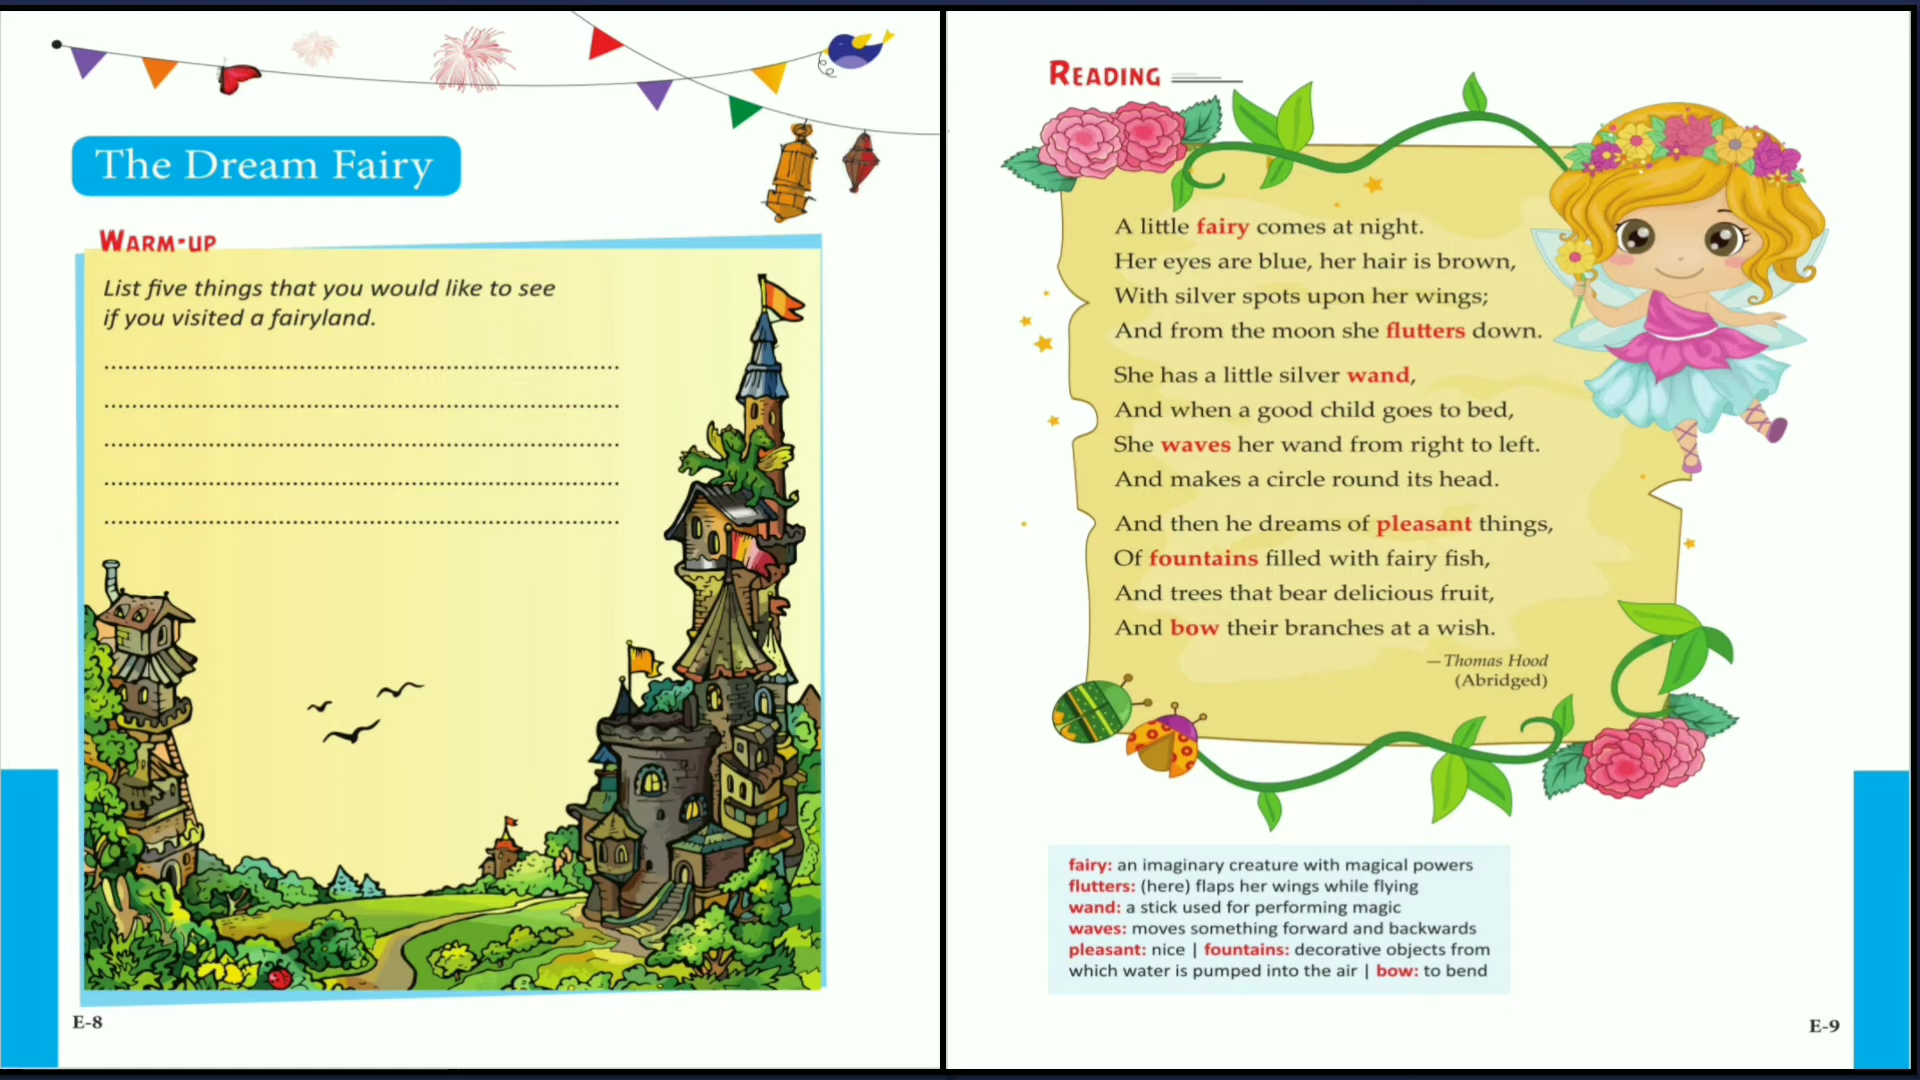 The Dream Fairy
WARM-UP
List five things that you would like to see
if you visited a fairyland.
E-8
READING
A little fairy comes at night.
Her eyes are blue, her hair is brown,
With silver spots upon her wings;
And from the moon she flutters down.
She has a little silver wand,
And when a good child goes to bed,
She waves her wand from right to left.
And makes a circle round its head.
And then he dreams of pleasant things,
Of fountains filled with fairy fish,
And trees that bear delicious fruit,
And bow their branches at a wish.
—Thomas Hood
(Abridged)
fairy: an imaginary creature with magical powers
flutters: (here) flaps her wings while flying
wand: a stick used for performing magic
waves: moves something forward and backwards
pleasant: nice | fountains: decorative objects from
which water is pumped into the air | bow: to bend
E-9